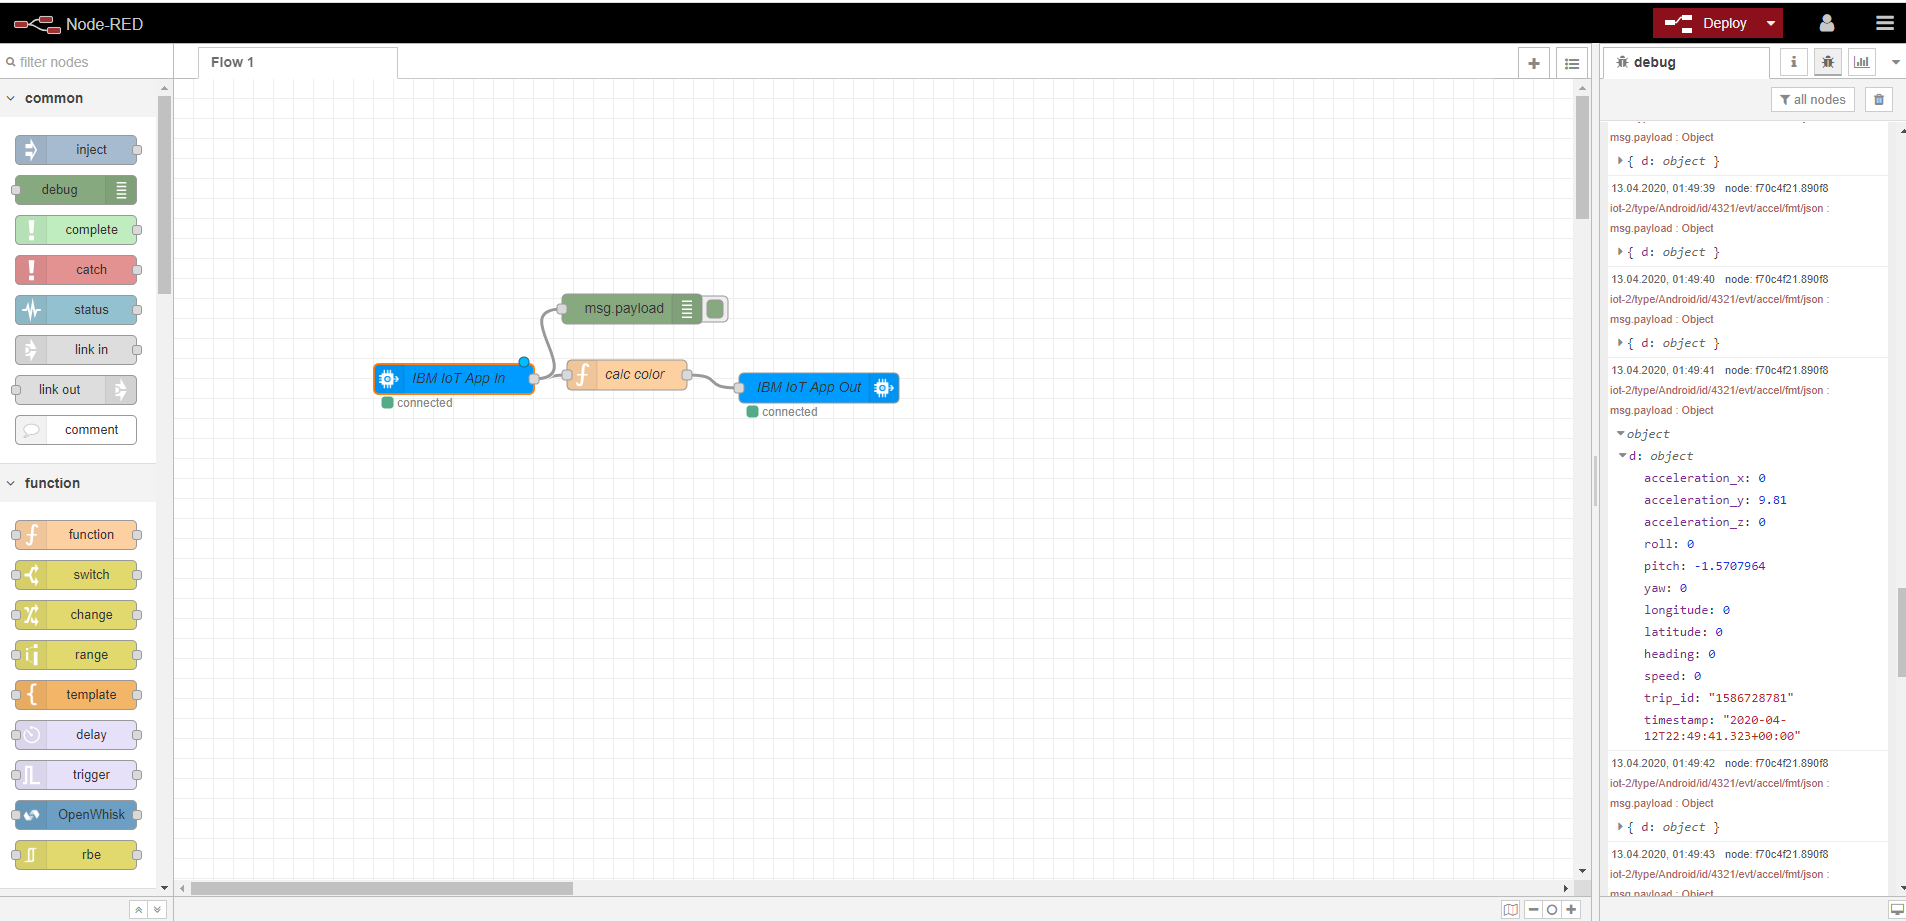 Node-RED
Deploy
filter nodes
Flow 1
debug
i
all nodes
common
inject
debug
complete
catch
status
link in
link out
comment
function
function
switch
change
range
template
delay
trigger
OpenWhisk
rbe
msg.payload
IBM IoT App In
connected
calc color
IBM IoT App Out
connected
msg.payload : Object
{ d: object }
13.04.2020, 01:49:39 node: f70c4f21.890f8
iot-2/type/Android/id/4321/evt/accel/fmt/json :
msg.payload : Object
{ d: object }
13.04.2020, 01:49:40 node: f70c4f21.890f8
iot-2/type/Android/id/4321/evt/accel/fmt/json :
msg.payload : Object
{ d: object }
13.04.2020, 01:49:41 node: f70c4f21.890f8
iot-2/type/Android/id/4321/evt/accel/fmt/json :
msg.payload : Object
object
d: object
acceleration_x: 0
acceleration_y: 9.81
acceleration_z: 0
roll: 0
pitch: -1.5707964
yaw: 0
longitude: 0
latitude: 0
heading: 0
speed: 0
trip_id: "1586728781"
timestamp: "2020-04-
12T22:49:41.323+00:00"
13.04.2020, 01:49:42 node: f70c4f21.890f8
iot-2/type/Android/id/4321/evt/accel/fmt/json :
msg.payload : Object
{ d: object }
13.04.2020, 01:49:43 node: f70c4f21.890f8
iot-2/type/Android/id/4321/evt/accel/fmt/json :
msg.payload : Object